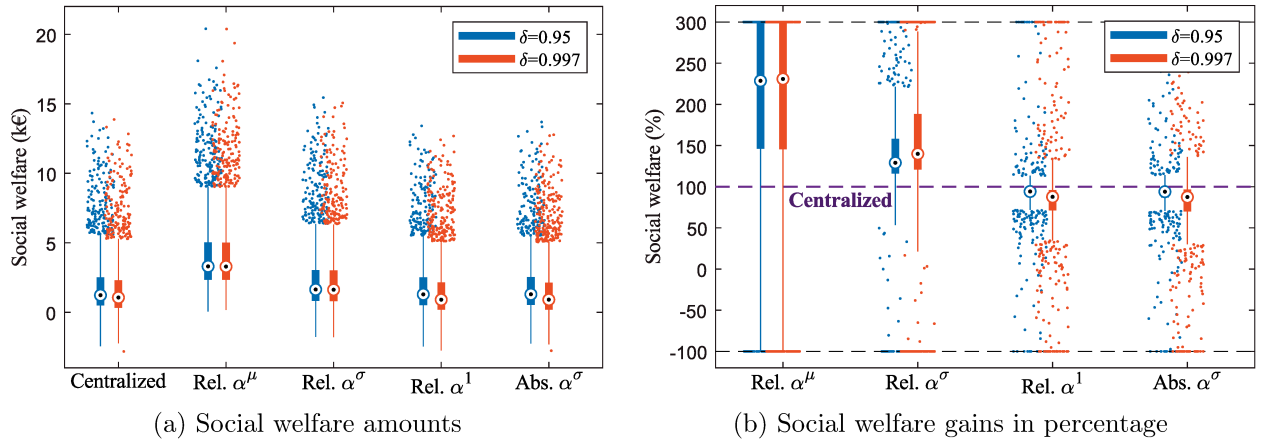 20
15
10
5
0
Social welfare (k€)
δ=0.95
δ=0.997
Centralized
Rel. α^μ
Rel. α^σ
Rel. α^1
Abs. α^σ
(a) Social welfare amounts
300
250
200
150
100
50
0
-50
-100
Social welfare (%)
δ=0.95
δ=0.997
Centralized
Rel. α^μ
Rel. α^σ
Rel. α^1
Abs. α^σ
(b) Social welfare gains in percentage